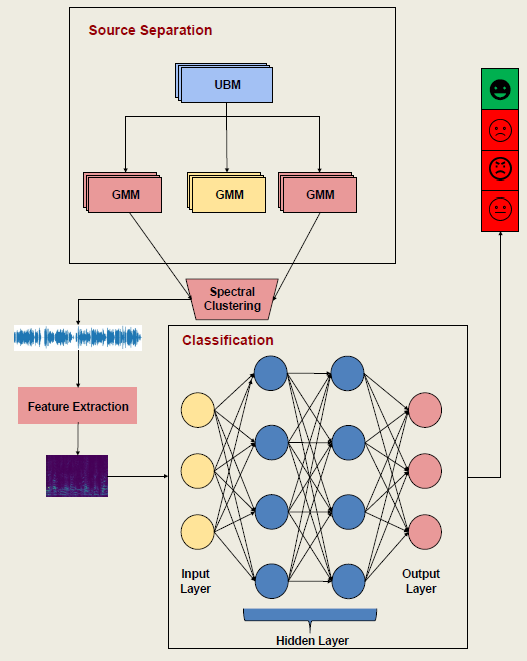 Source Separation
UBM
GMM
GMM
GMM
Spectral
Clustering
Classification
Feature Extraction
Input
Layer
Output
Layer
Hidden Layer